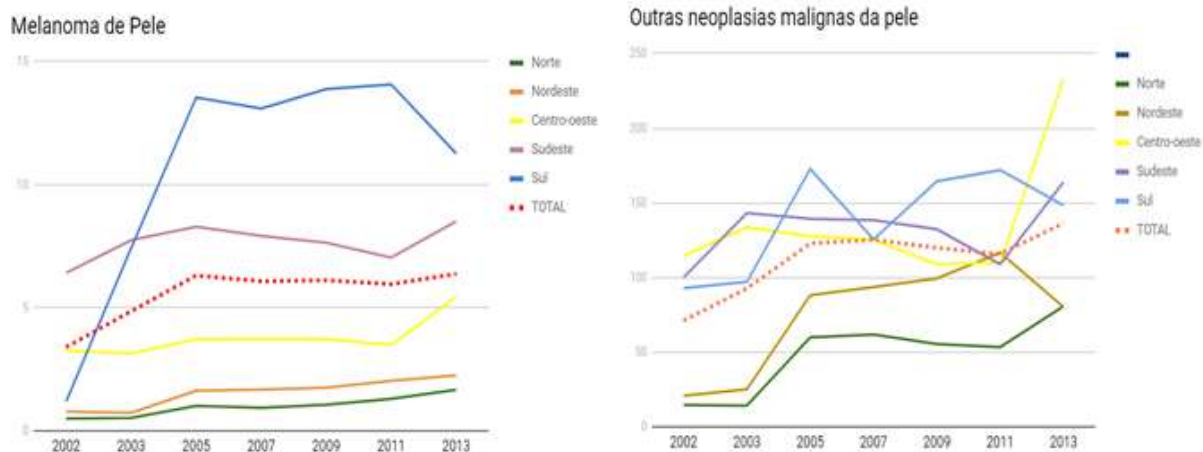 Melanoma de Pele
15
10
5
0
2002 2003 2005 2007 2009 2011 2013
Norte
Nordeste
Centro-oeste
Sudeste
Sul
TOTAL
Outras neoplasias malignas da pele
250
200
150
100
50
0
2002 2003 2005 2007 2009 2011 2013
Norte
Nordeste
Centro-oeste
Sudeste
Sul
TOTAL